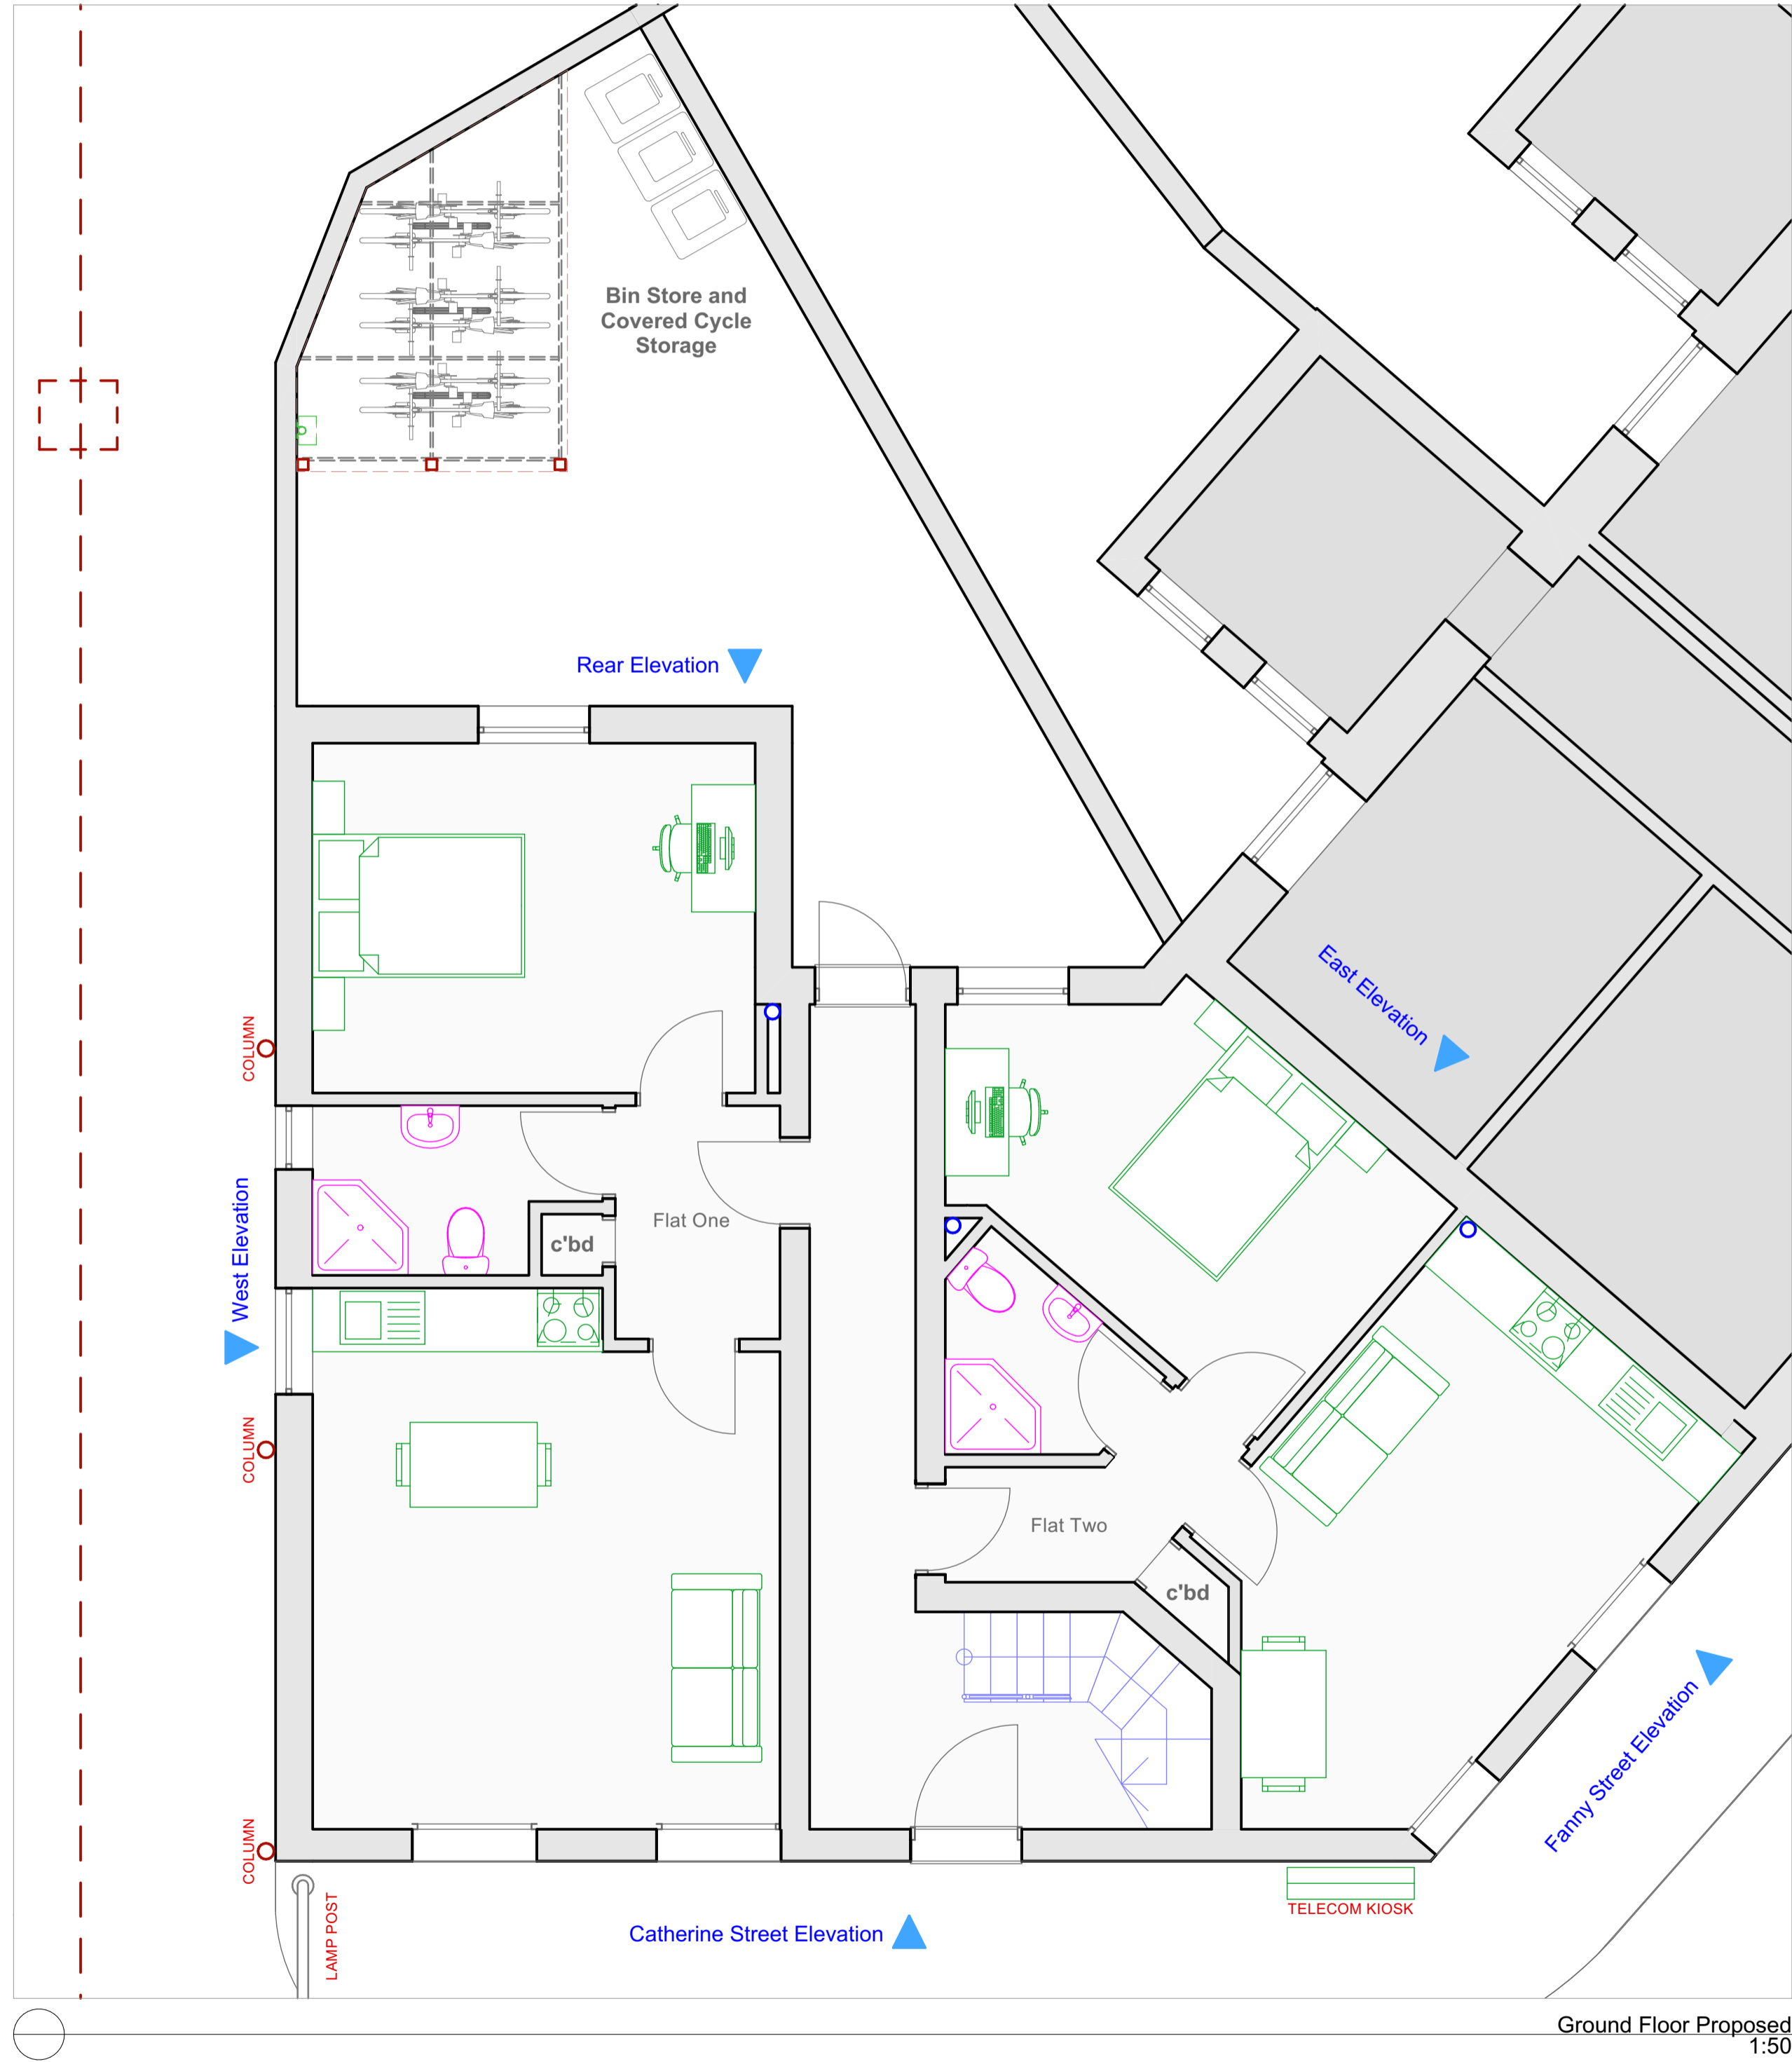 Bin Store and
Covered Cycle
Storage
Rear Elevation
East Elevation
COLUMN
West Elevation
Flat One
c'bd
COLUMN
Flat Two
c'bd
Fanny Street Elevation
COLUMN
LAMP POST
TELECOM KIOSK
Catherine Street Elevation
Ground Floor Proposed
1:50